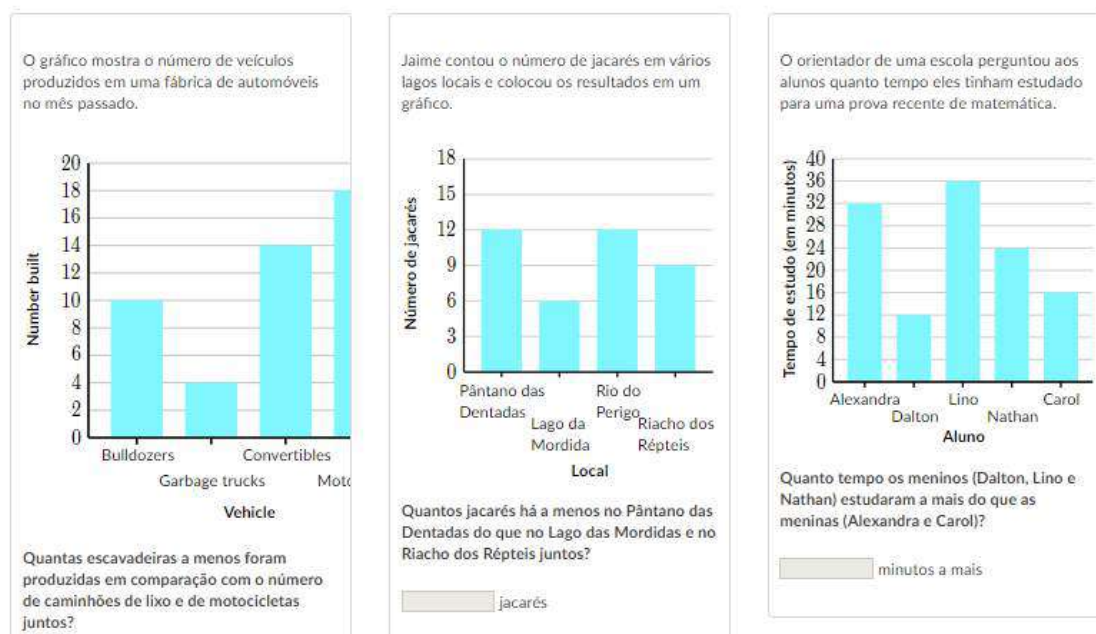 O gráfico mostra o número de veículos
produzidos em uma fábrica de automóveis
no mês passado.
20
18
16
14
12
10
8
6
4
2
0
Number built
Bulldozers
Convertibles
Garbage trucks
Moto
Vehicle
Quantas escavadeiras a menos foram
produzidas em comparação com o número
de caminhões de lixo e de motocicletas
juntos?
Jaime contou o número de jacarés em vários
lagos locais e colocou os resultados em um
gráfico.
18
15
12
9
6
3
0
Número de jacarés
Pântano das
Dentadas
Lago da
Mordida
Rio do
Perigo
Riacho dos
Répteis
Local
Quantos jacarés há a menos no Pântano das
Dentadas do que no Lago das Mordidas e no
Riacho dos Répteis juntos?
jacarés
O orientador de uma escola perguntou aos
alunos quanto tempo eles tinham estudado
para uma prova recente de matemática.
40
36
32
28
24
20
16
12
8
4
0
Tempo de estudo (em minutos)
Alexandra
Dalton
Lino
Nathan
Carol
Aluno
Quanto tempo os meninos (Dalton, Lino e
Nathan) estudaram a mais do que as
meninas (Alexandra e Carol)?
minutos a mais